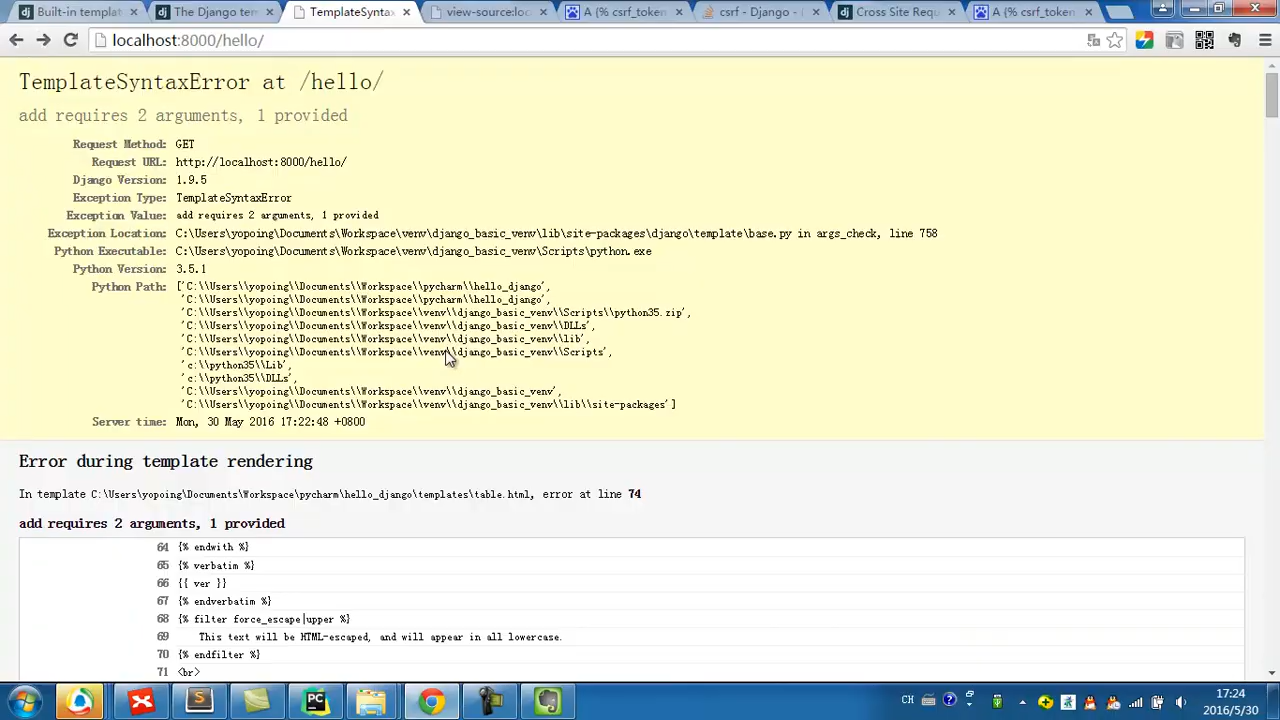 Built-in templat
The Django tem
TemplateSyntax
view-source:loc
A {% csrf_token
csrf - Django -
Cross Site Requ
A {% csrf_token
localhost:8000/hello/
TemplateSyntaxError at /hello/
add requires 2 arguments, 1 provided
Request Method: GET
Request URL: http://localhost:8000/hello/
Django Version: 1.9.5
Exception Type: TemplateSyntaxError
Exception Value: add requires 2 arguments, 1 provided
Exception Location: C:\Users\yopoing\Documents\Workspace\venv\django_basic_venv\lib\site-packages\django\template\base.py in args_check, line 758
Python Executable: C:\Users\yopoing\Documents\Workspace\venv\django_basic_venv\Scripts\python.exe
Python Version: 3.5.1
Python Path: ['C:\\Users\\yopoing\\Documents\\Workspace\\pycharm\\hello_django',
'C:\\Users\\yopoing\\Documents\\Workspace\\pycharm\\hello_django',
'C:\\Users\\yopoing\\Documents\\Workspace\\venv\\django_basic_venv\\Scripts\\python35.zip',
'C:\\Users\\yopoing\\Documents\\Workspace\\venv\\django_basic_venv\\DLLs',
'C:\\Users\\yopoing\\Documents\\Workspace\\venv\\django_basic_venv\\lib',
'C:\\Users\\yopoing\\Documents\\Workspace\\venv\\django_basic_venv\\Scripts',
'c:\\python35\\Lib',
'c:\\python35\\DLLs',
'C:\\Users\\yopoing\\Documents\\Workspace\\venv\\django_basic_venv',
'C:\\Users\\yopoing\\Documents\\Workspace\\venv\\django_basic_venv\\lib\\site-packages']
Server time: Mon, 30 May 2016 17:22:48 +0800
Error during template rendering
In template C:\Users\yopoing\Documents\Workspace\pycharm\hello_django\templates\table.html, error at line 74
add requires 2 arguments, 1 provided
64 {% endwith %}
65 {% verbatim %}
66 {{ ver }}
67 {% endverbatim %}
68 {% filter force_escape|upper %}
69 This text will be HTML-escaped, and will appear in all lowercase.
70 {% endfilter %}
71 <br>
CH
17:24
2016/5/30